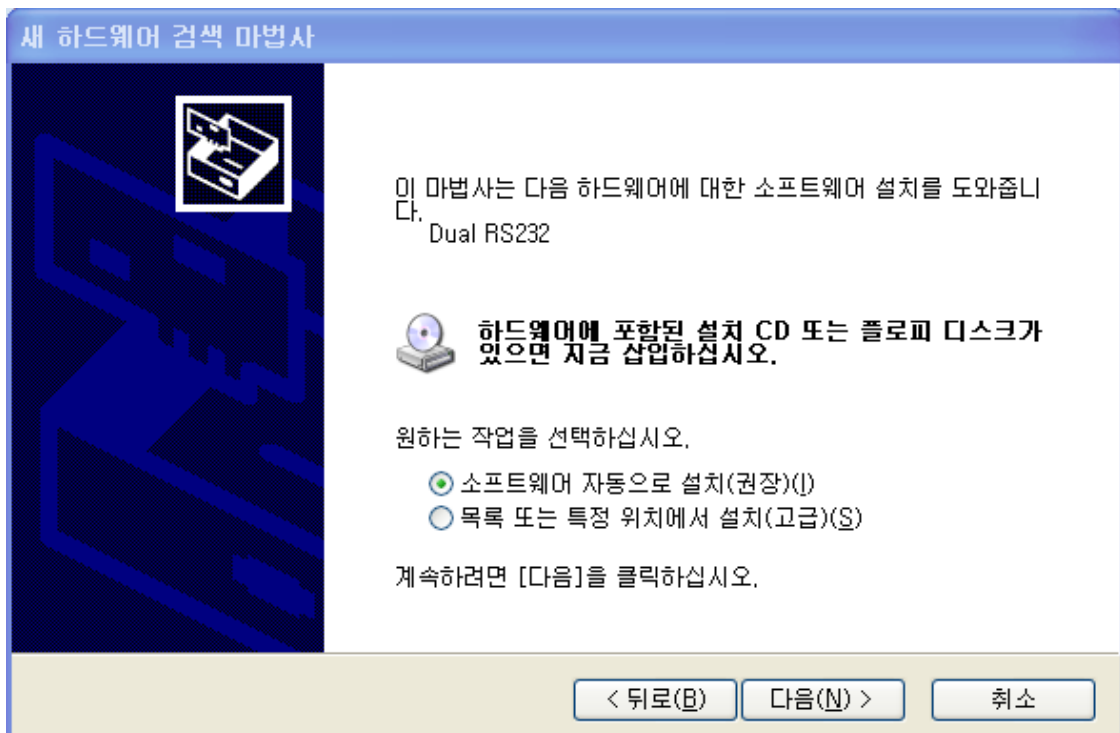 새 하드웨어 검색 마법사
이 마법사는 다음 하드웨어에 대한 소프트웨어 설치를 도와줍니
다.
Dual RS232
하드웨어에 포함된 설치 CD 또는 플로피 디스크가
있으면 지금 삽입하십시오.
원하는 작업을 선택하십시오.
소프트웨어 자동으로 설치(권장)(I)
목록 또는 특정 위치에서 설치(고급)(S)
계속하려면 [다음]을 클릭하십시오.
< 뒤로(B) 다음(N) > 취소